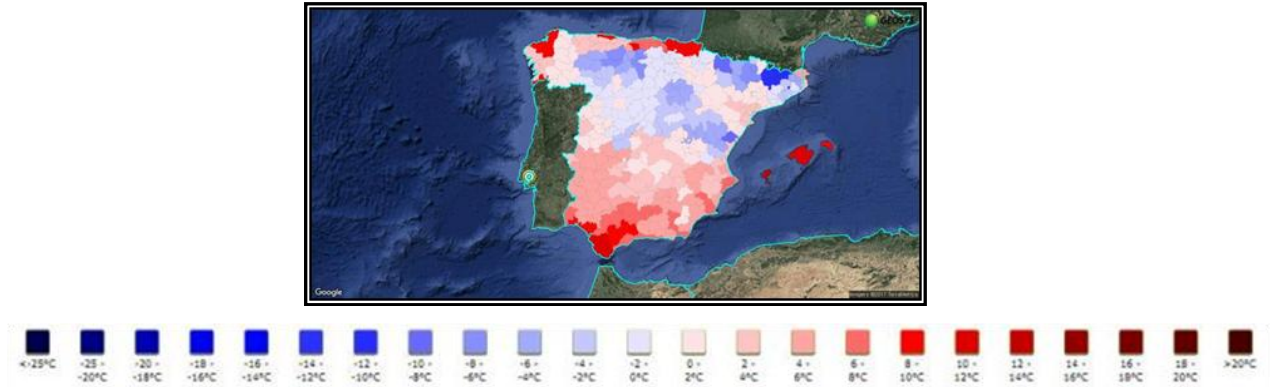 GEOSYS
Google
<-25ºC
-25 -
-20ºC
-20 -
-18ºC
-18 -
-16ºC
-16 -
-14ºC
-14 -
-12ºC
-12 -
-10ºC
-10 -
-8ºC
-8 -
-6ºC
-6 -
-4ºC
-4 -
-2ºC
-2 -
0ºC
0 -
2ºC
2 -
4ºC
4 -
6ºC
6 -
8ºC
8 -
10ºC
10 -
12ºC
12 -
14ºC
14 -
16ºC
16 -
18ºC
18 -
20ºC
>20ºC